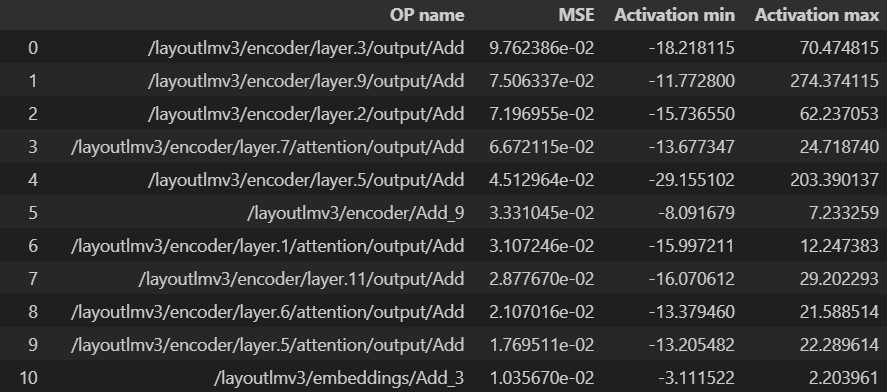 OP name MSE Activation min Activation max
0 /layoutlmv3/encoder/layer.3/output/Add 9.762386e-02 -18.218115 70.474815
1 /layoutlmv3/encoder/layer.9/output/Add 7.506337e-02 -11.772800 274.374115
2 /layoutlmv3/encoder/layer.2/output/Add 7.196955e-02 -15.736550 62.237053
3 /layoutlmv3/encoder/layer.7/attention/output/Add 6.672115e-02 -13.677347 24.718740
4 /layoutlmv3/encoder/layer.5/output/Add 4.512964e-02 -29.155102 203.390137
5 /layoutlmv3/encoder/Add_9 3.331045e-02 -8.091679 7.233259
6 /layoutlmv3/encoder/layer.1/attention/output/Add 3.107246e-02 -15.997211 12.247383
7 /layoutlmv3/encoder/layer.11/output/Add 2.877670e-02 -16.070612 29.202293
8 /layoutlmv3/encoder/layer.6/attention/output/Add 2.107016e-02 -13.379460 21.588514
9 /layoutlmv3/encoder/layer.5/attention/output/Add 1.769511e-02 -13.205482 22.289614
10 /layoutlmv3/embeddings/Add_3 1.035670e-02 -3.111522 2.203961